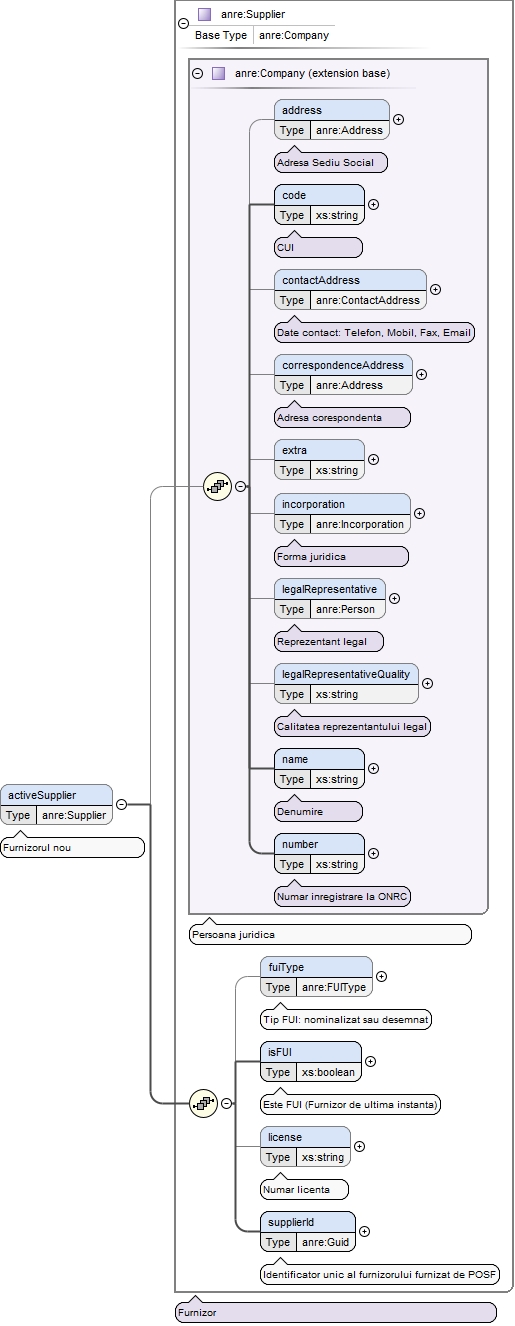 anre:Supplier
Base Type anre:Company
anre:Company (extension base)
address
Type anre:Address
Adresa Sediu Social
code
Type xs:string
CUI
contactAddress
Type anre:ContactAddress
Date contact: Telefon, Mobil, Fax, Email
correspondenceAddress
Type anre:Address
Adresa corespondenta
extra
Type xs:string
incorporation
Type anre:Incorporation
Forma juridica
legalRepresentative
Type anre:Person
Reprezentant legal
legalRepresentativeQuality
Type xs:string
Calitatea reprezentantului legal
name
Type xs:string
Denumire
activeSupplier
Type anre:Supplier
Furnizorul nou
number
Type xs:string
Numar inregistrare la ONRC
Persoana juridica
fuiType
Type anre:FUIType
Tip FUI: nominalizat sau desemnat
isFUI
Type xs:boolean
Este FUI (Furnizor de ultima instanta)
license
Type xs:string
Numar licenta
supplierId
Type anre:Guid
Identificator unic al furnizorului furnizat de POSF
Furnizor